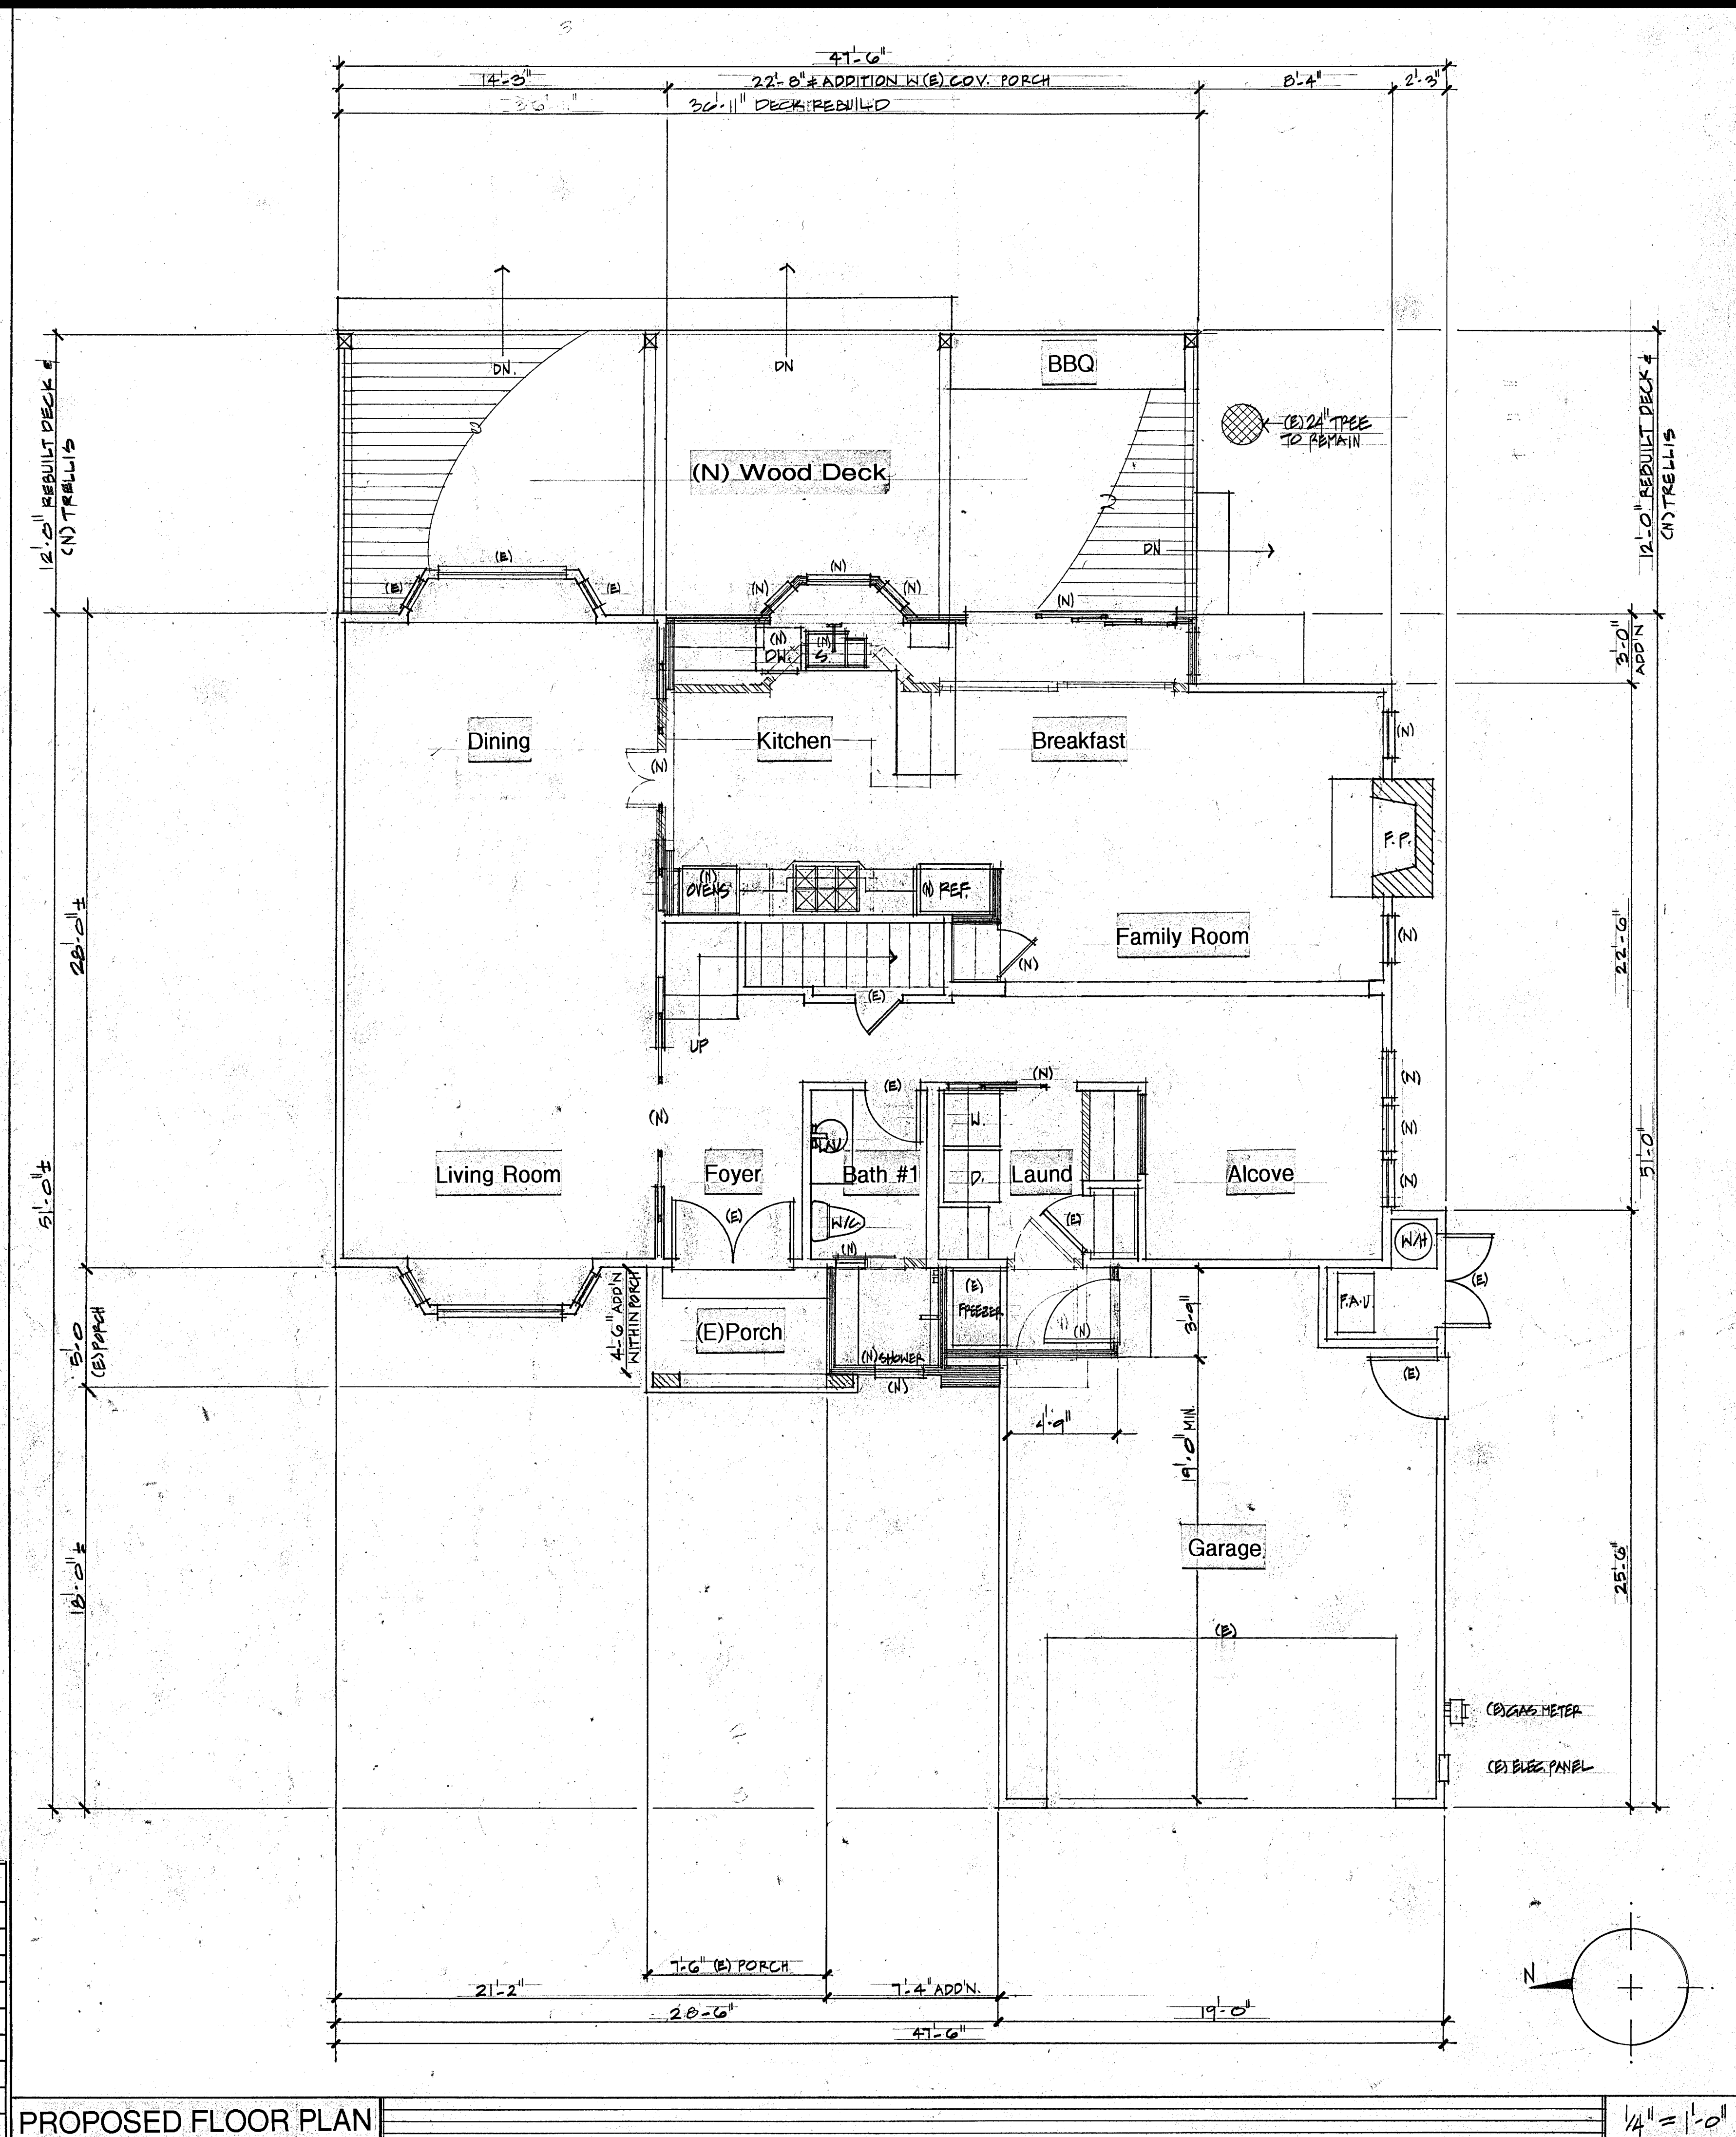 47'-6"
14'-3"
22'-8"± ADDITION W(E) COV. PORCH
8'-4"
2'-3"
36'-11" DECK REBUILD
DN.
DN
BBQ
(E) 24" TREE
TO REMAIN
12'-0" REBUILT DECK &
(N) TRELLIS
12'-0" REBUILT DECK &
(N) TRELLIS
(N) Wood Deck
DN
(E)
(E)
(E)
(N)
(N)
(N)
(N)
(N)
DW.
(N)
S.
3'-0"
ADD'N
Dining
Kitchen
Breakfast
(N)
(N)
F.P.
(N)
OVENS
(N) REF.
Family Room
(N)
(N)
28'-0"±
22'-6"
(E)
UP
(E)
(N)
(N)
(N)
(N)
W.
51'-0"±
51'-0"
Living Room
Foyer
Bath #1
D.
Laund
Alcove
(N)
(E)
W/C
(E)
(N)
W/H
(E)
4'-6" ADD'N
WITHIN PORCH
(E)
FREEZER
F.A.U.
5'-0
(E) PORCH
(E)Porch
(N)
3'-9"
(N) SHOWER
(N)
(E)
4'-9"
19'-0" MIN.
18'-0"±
Garage
25'-6"
(E)
(E) GAS METER
(E) ELEC. PANEL
7'-6" (E) PORCH
21'-2"
7'-4" ADD'N.
28'-6"
19'-0"
47'-6"
N
PROPOSED FLOOR PLAN
1/4" = 1'-0"